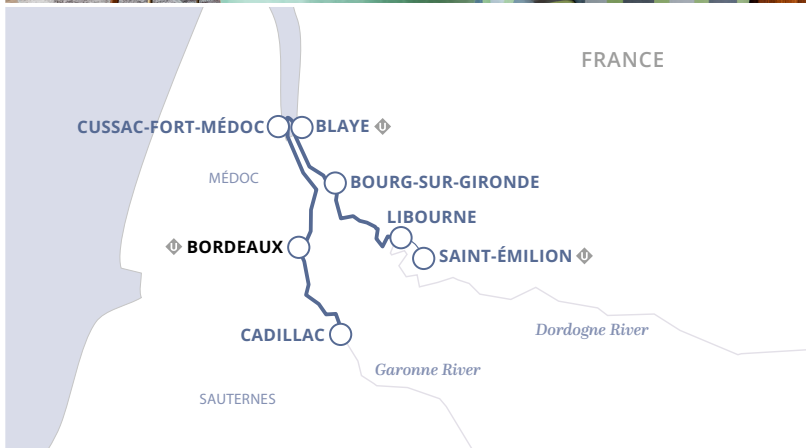 FRANCE
CUSSAC-FORT-MÉDOC
BLAYE
MÉDOC
BOURG-SUR-GIRONDE
LIBOURNE
BORDEAUX
SAINT-ÉMILION
Dordogne River
CADILLAC
Garonne River
SAUTERNES